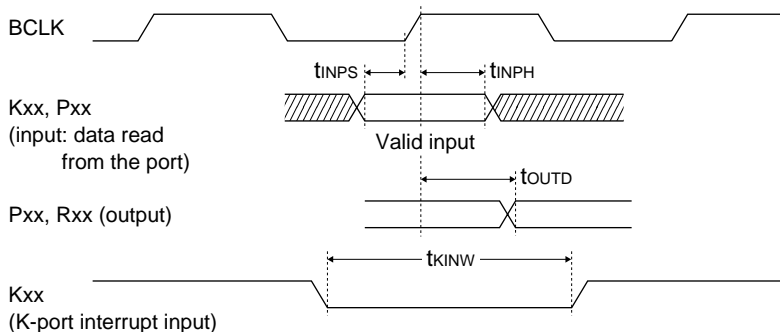 BCLK
tINPS
tINPH
Kxx, Pxx
(input: data read
from the port)
Valid input
tOUTD
Pxx, Rxx (output)
tKINW
Kxx
(K-port interrupt input)